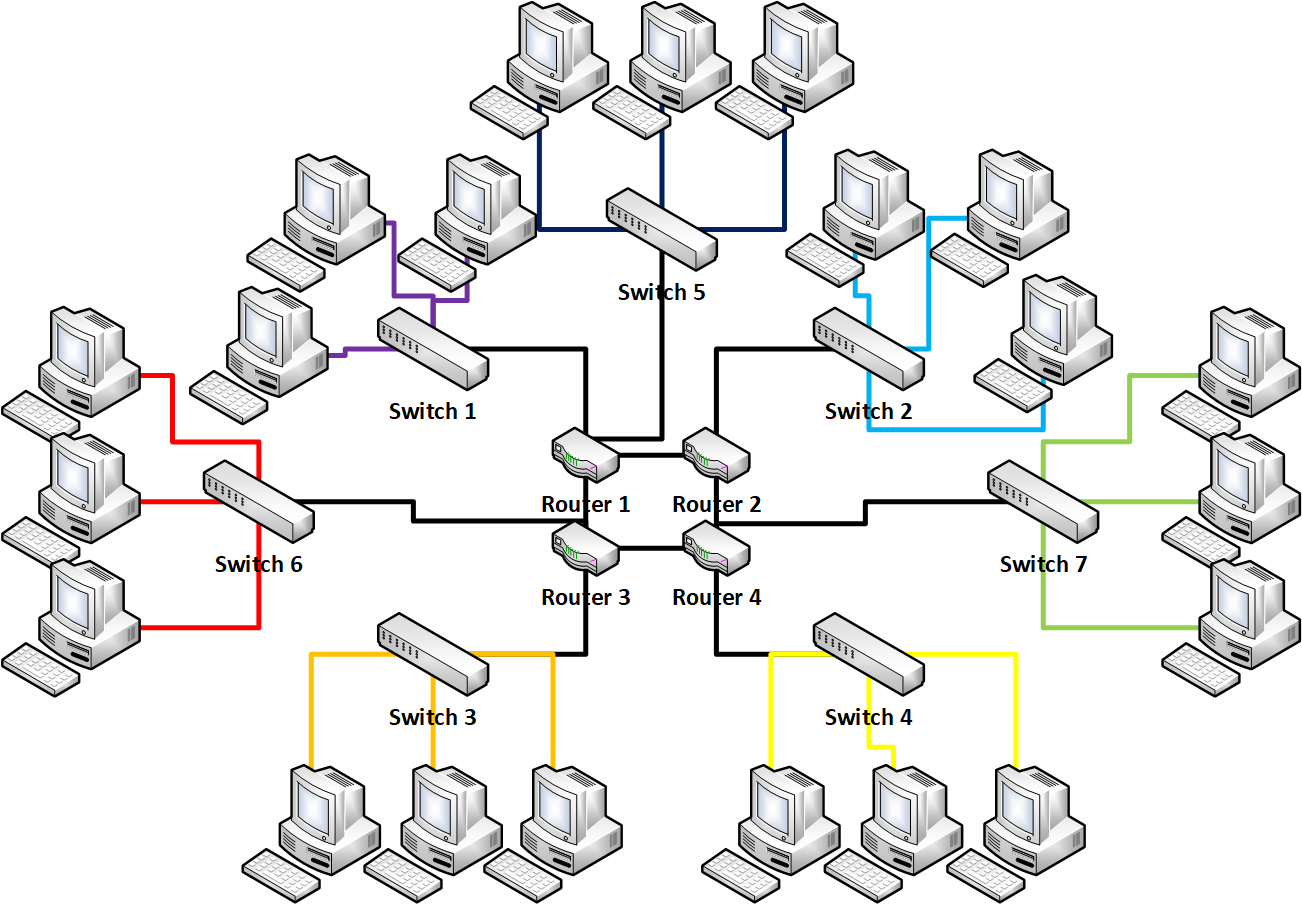 Switch 5
Switch 1
Switch 2
Router 1
Router 2
Switch 6
Switch 7
Router 3
Router 4
Switch 3
Switch 4